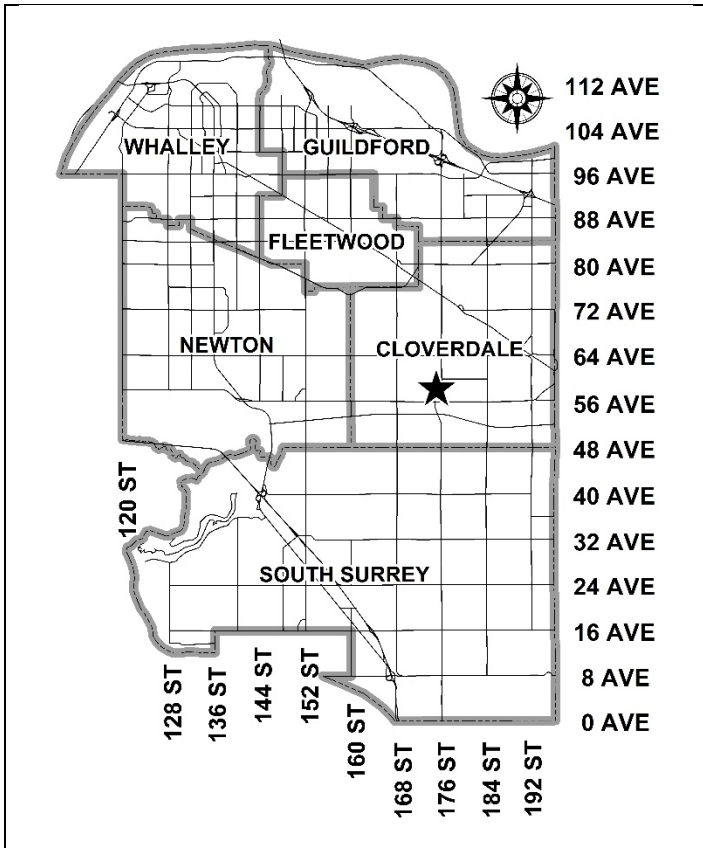 112 AVE
104 AVE
WHALLEY
GUILDFORD
96 AVE
88 AVE
FLEETWOOD
80 AVE
72 AVE
NEWTON
CLOVERDALE
64 AVE
56 AVE
48 AVE
120 ST
40 AVE
32 AVE
SOUTH SURREY
24 AVE
16 AVE
128 ST
136 ST
144 ST
152 ST
160 ST
8 AVE
0 AVE
168 ST
176 ST
184 ST
192 ST